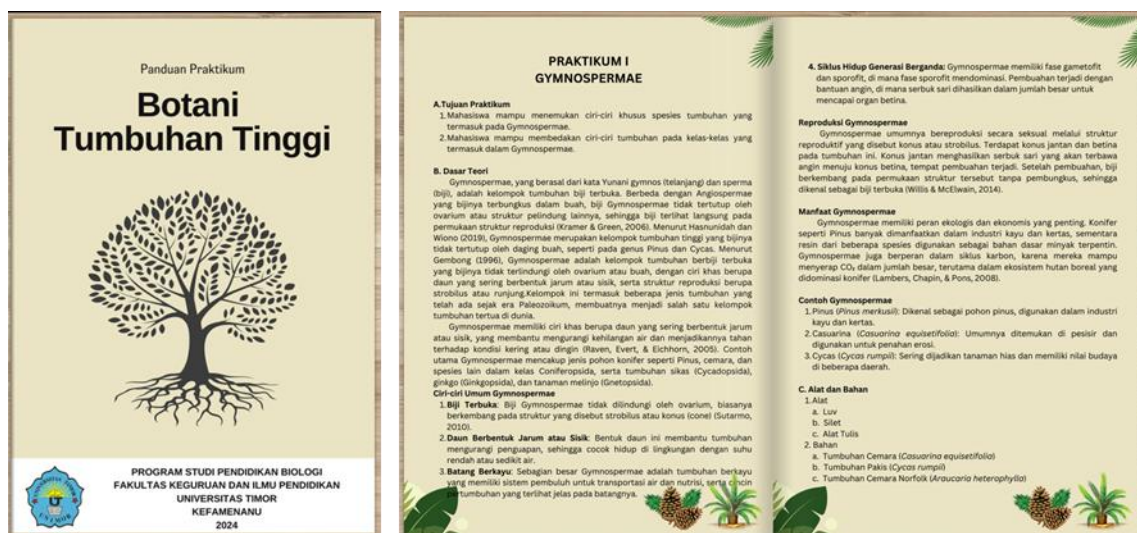 Panduan Praktikum
Botani
Tumbuhan Tinggi
PROGRAM STUDI PENDIDIKAN BIOLOGI
FAKULTAS KEGURUAN DAN ILMU PENDIDIKAN
UNIVERSITAS TIMOR
KEFAMENANU
2024
PRAKTIKUM I
GYMNOSPERMAE
A.Tujuan Praktikum
1. Mahasiswa mampu menemukan ciri-ciri khusus spesies tumbuhan yang
termasuk pada Gymnospermae.
2. Mahasiswa mampu membedakan ciri-ciri tumbuhan pada kelas-kelas yang
termasuk dalam Gymnospermae.
B. Dasar Teori
Gymnospermae, yang berasal dari kata Yunani gymnos (telanjang) dan sperma
(biji), adalah kelompok tumbuhan biji terbuka. Berbeda dengan Angiospermae
yang bijinya terbungkus dalam buah, biji Gymnospermae tidak tertutup oleh
ovarium atau struktur pelindung lainnya, sehingga biji terlihat langsung pada
permukaan struktur reproduksi (Kramer & Green, 2006). Menurut Hasnunidah dan
Wiono (2019), Gymnospermae merupakan kelompok tumbuhan tinggi yang bijinya
tidak tertutup oleh daging buah, seperti pada genus Pinus dan Cycas. Menurut
Gembong (1996), Gymnospermae adalah kelompok tumbuhan berbiji terbuka
yang bijinya tidak terlindungi oleh ovarium atau buah, dengan ciri khas berupa
daun yang sering berbentuk jarum atau sisik, serta struktur reproduksi berupa
strobilus atau runjung.Kelompok ini termasuk beberapa jenis tumbuhan yang
telah ada sejak era Paleozoikum, membuatnya menjadi salah satu kelompok
tumbuhan tertua di dunia.
Gymnospermae memiliki ciri khas berupa daun yang sering berbentuk jarum
atau sisik, yang membantu mengurangi kehilangan air dan menjadikannya tahan
terhadap kondisi kering atau dingin (Raven, Evert, & Eichhorn, 2005). Contoh
utama Gymnospermae mencakup jenis pohon konifer seperti Pinus, cemara, dan
spesies lain dalam kelas Coniferopsida, serta tumbuhan sikas (Cycadopsida),
ginkgo (Ginkgopsida), dan tanaman melinjo (Gnetopsida).
Ciri-ciri Umum Gymnospermae
1. Biji Terbuka: Biji Gymnospermae tidak dilindungi oleh ovarium, biasanya
berkembang pada struktur yang disebut strobilus atau konus (cone) (Sutarmo,
2010).
2. Daun Berbentuk Jarum atau Sisik: Bentuk daun ini membantu tumbuhan
mengurangi penguapan, sehingga cocok hidup di lingkungan dengan suhu
rendah atau sedikit air.
3. Batang Berkayu: Sebagian besar Gymnospermae adalah tumbuhan berkayu
yang memiliki sistem pembuluh untuk transportasi air dan nutrisi, serta cincin
pertumbuhan yang terlihat jelas pada batangnya.
4. Siklus Hidup Generasi Berganda: Gymnospermae memiliki fase gametofit
dan sporofit, di mana fase sporofit mendominasi. Pembuahan terjadi dengan
bantuan angin, di mana serbuk sari dihasilkan dalam jumlah besar untuk
mencapai organ betina.
Reproduksi Gymnospermae
Gymnospermae umumnya bereproduksi secara seksual melalui struktur
reproduktif yang disebut konus atau strobilus. Terdapat konus jantan dan betina
pada tumbuhan ini. Konus jantan menghasilkan serbuk sari yang akan terbawa
angin menuju konus betina, tempat pembuahan terjadi. Setelah pembuahan, biji
berkembang pada permukaan struktur tersebut tanpa pembungkus, sehingga
dikenal sebagai biji terbuka (Willis & McElwain, 2014).
Manfaat Gymnospermae
Gymnospermae memiliki peran ekologis dan ekonomis yang penting. Konifer
seperti Pinus banyak dimanfaatkan dalam industri kayu dan kertas, sementara
resin dari beberapa spesies digunakan sebagai bahan dasar minyak terpentin.
Gymnospermae juga berperan dalam siklus karbon, karena mereka mampu
menyerap CO₂ dalam jumlah besar, terutama dalam ekosistem hutan boreal yang
didominasi konifer (Lambers, Chapin, & Pons, 2008).
Contoh Gymnospermae
1. Pinus (Pinus merkusii): Dikenal sebagai pohon pinus, digunakan dalam industri
kayu dan kertas.
2. Casuarina (Casuarina equisetifolia): Umumnya ditemukan di pesisir dan
digunakan untuk penahan erosi.
3. Cycas (Cycas rumpii): Sering dijadikan tanaman hias dan memiliki nilai budaya
di beberapa daerah.
C. Alat dan Bahan
1. Alat
a. Luv
b. Silet
c. Alat Tulis
2. Bahan
a. Tumbuhan Cemara (Casuarina equisetifolia)
b. Tumbuhan Pakis (Cycas rumpii)
c. Tumbuhan Cemara Norfolk (Araucaria heterophylla)